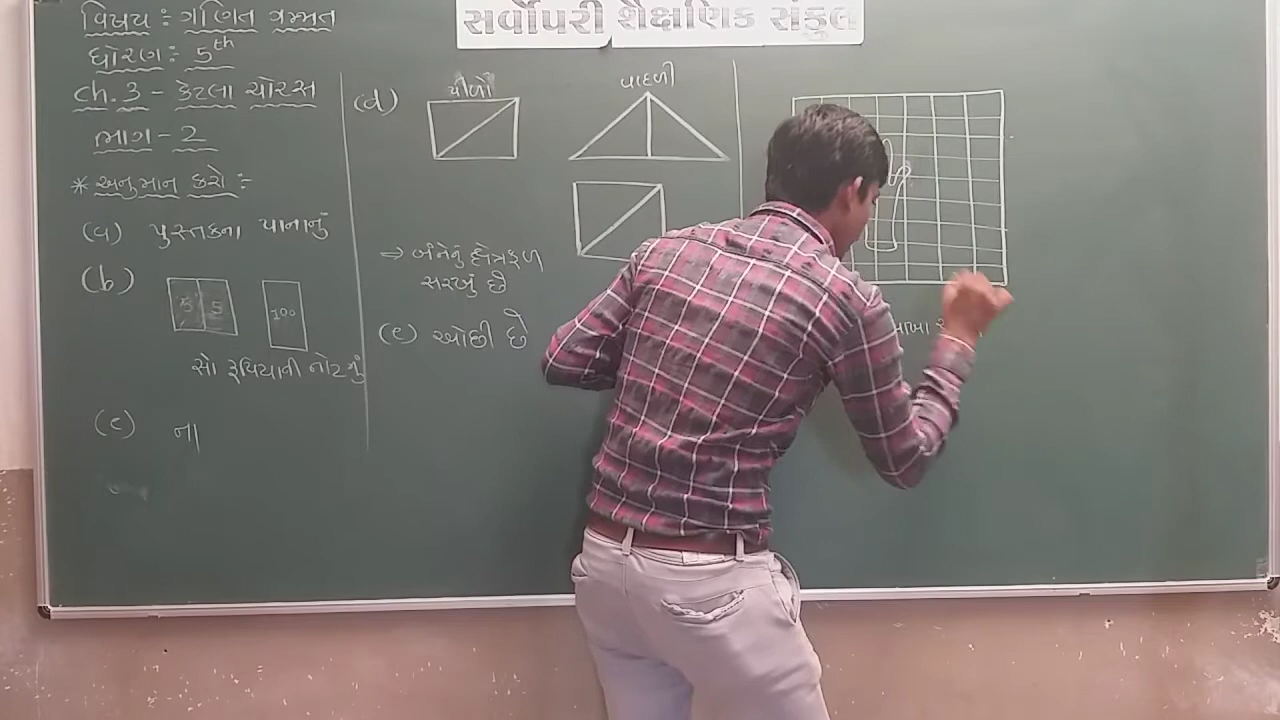 સર્વોપરી શૈક્ષણિક સંકુલ
વિષય : ગણિત ગમ્મત
ધોરણ : 5th
ch. 3 - કેટલા ચોરસ
ભાગ - 2
* અનુમાન કરો :-
(a) પુસ્તકના પાનાનું
(b)
5 5 100
સો રૂપિયાની નોટનું
(c) ના
(d) પીળો વાદળી
⇒ બંનેનું ક્ષેત્રફળ
સરખું છે
(e) ઓછી છે